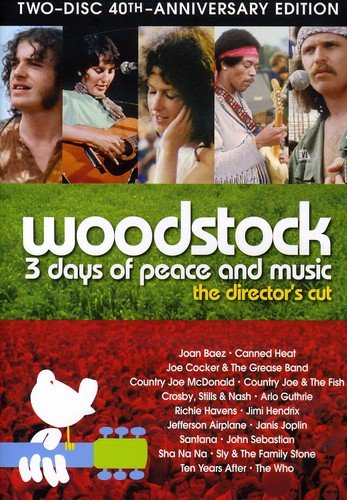 TWO-DISC 40TH-ANNIVERSARY EDITION
woodstock
3 days of peace and music
the director's cut
Joan Baez • Canned Heat
Joe Cocker & The Grease Band
Country Joe McDonald • Country Joe & The Fish
Crosby, Stills & Nash • Arlo Guthrie
Richie Havens • Jimi Hendrix
Jefferson Airplane • Janis Joplin
Santana • John Sebastian
Sha Na Na • Sly & The Family Stone
Ten Years After • The Who